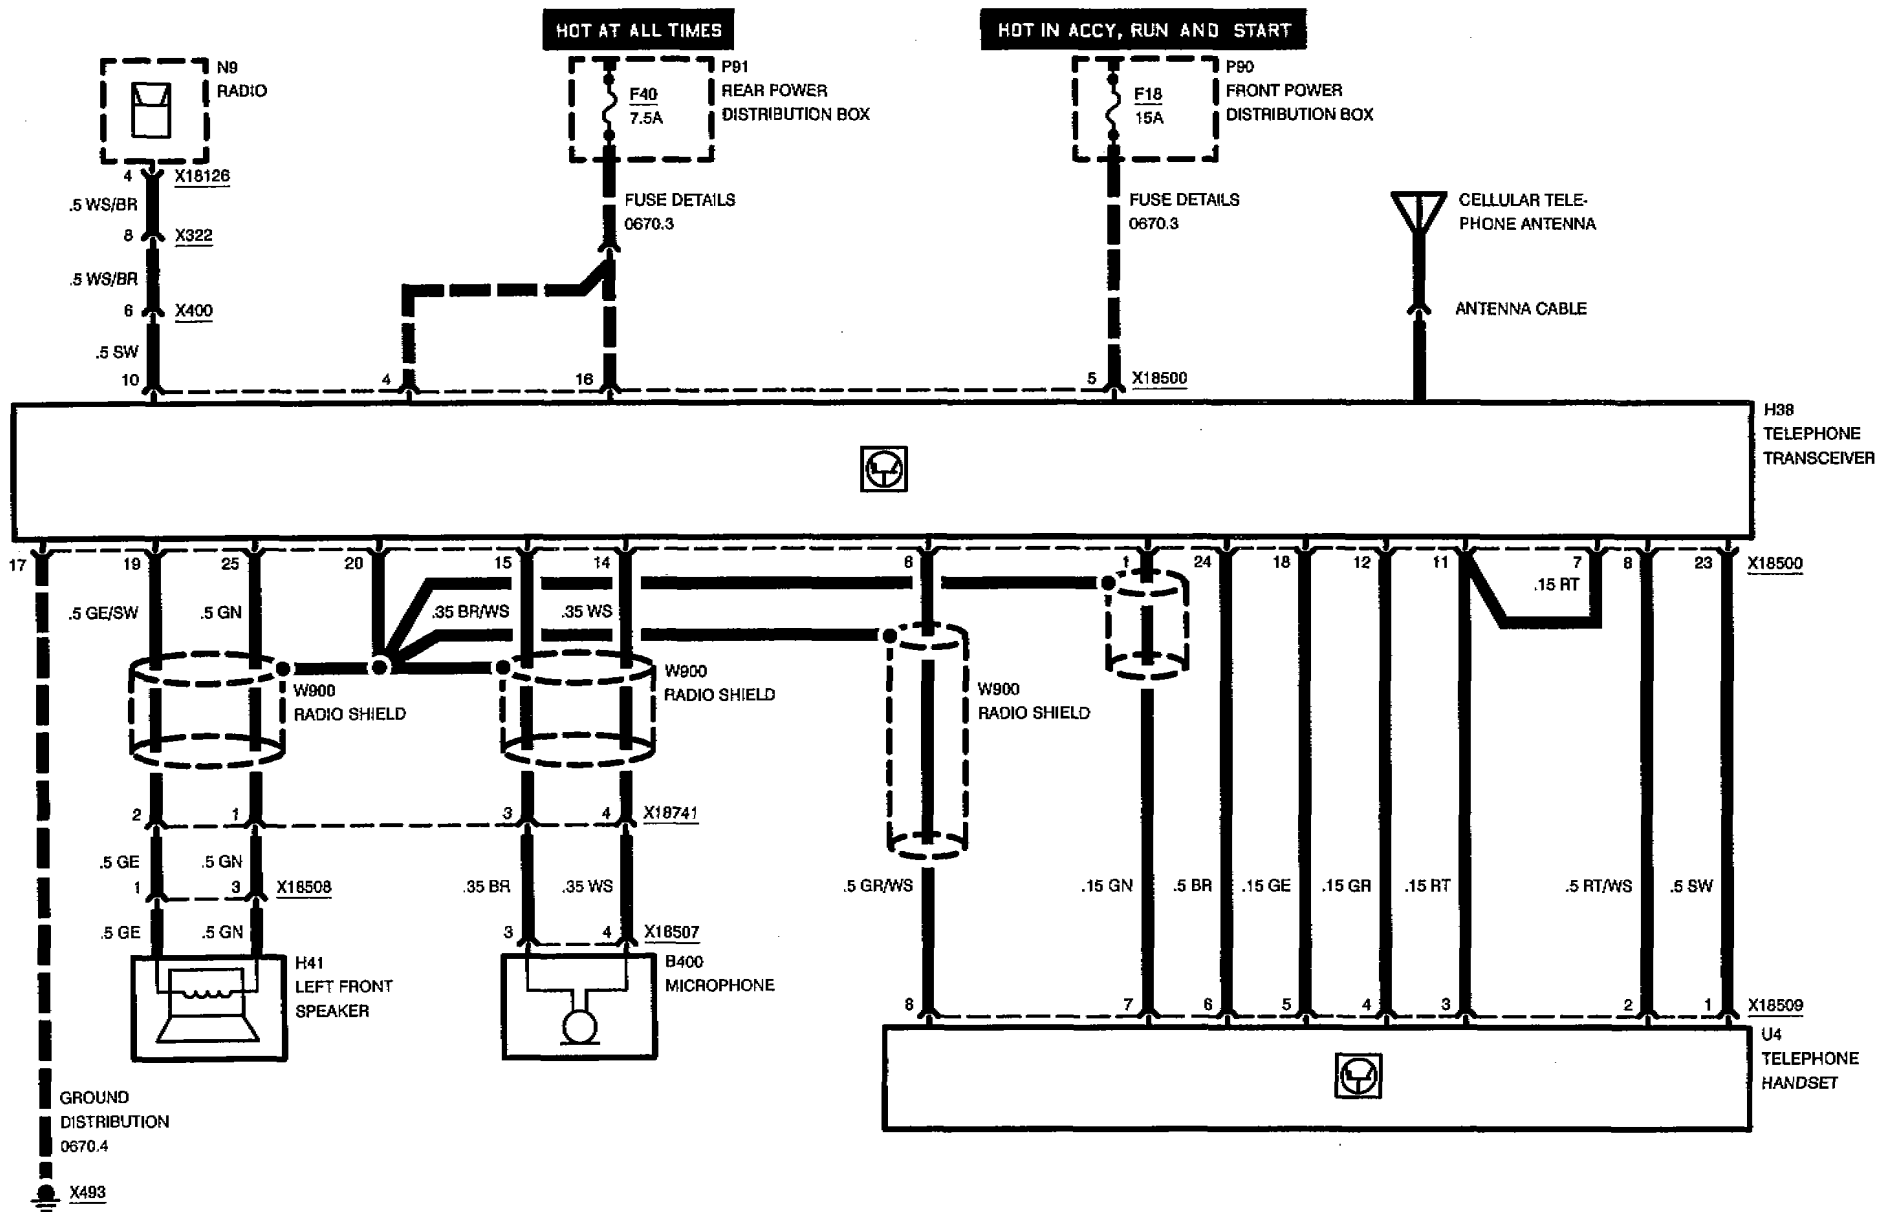 HOT AT ALL TIMES
HOT IN ACCY, RUN AND START
N9
RADIO
P91
REAR POWER
DISTRIBUTION BOX
F40
7.5A
P90
FRONT POWER
DISTRIBUTION BOX
F18
15A
4
X18126
.5 WS/BR
8
X322
.5 WS/BR
6
X400
.5 SW
10
FUSE DETAILS
0670.3
FUSE DETAILS
0670.3
CELLULAR TELE-
PHONE ANTENNA
ANTENNA CABLE
4
16
5
X18500
H38
TELEPHONE
TRANSCEIVER
17
19
25
20
15
14
6
1
24
18
12
11
7
8
23
X18500
.5 GE/SW
.5 GN
.35 BR/WS
.35 WS
.15 RT
W900
RADIO SHIELD
W900
RADIO SHIELD
W900
RADIO SHIELD
2
1
3
4
X18741
.5 GE
.5 GN
1
3
X18508
.5 GE
.5 GN
.35 BR
.35 WS
3
4
X18507
.5 GR/WS
.15 GN
.5 BR
.15 GE
.15 GR
.15 RT
.5 RT/WS
.5 SW
H41
LEFT FRONT
SPEAKER
B400
MICROPHONE
8
7
6
5
4
3
2
1
X18509
U4
TELEPHONE
HANDSET
GROUND
DISTRIBUTION
0670.4
X493